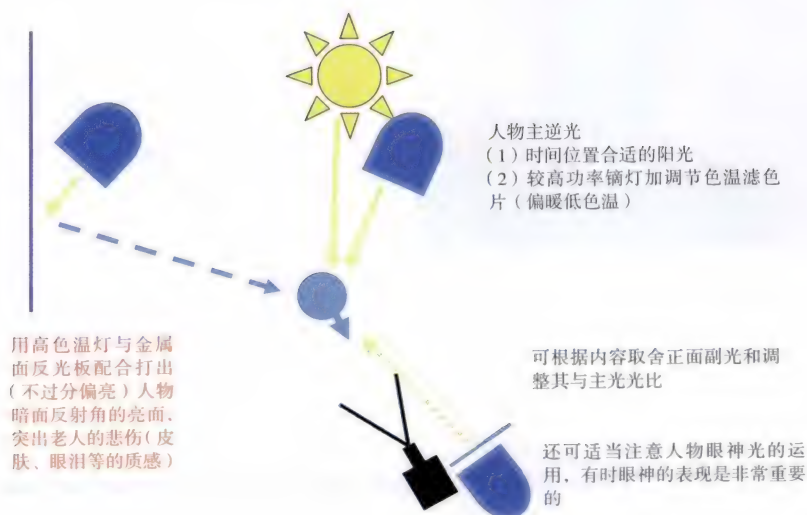 人物主逆光
（1）时间位置合适的阳光
（2）较高功率镝灯加调节色温滤色
片（偏暖低色温）
用高色温灯与金属
面反光板配合打出
（不过分偏亮）人物
暗面反射角的亮面、
突出老人的悲伤（皮
肤、眼泪等的质感）
可根据内容取舍正面副光和调
整其与主光光比
还可适当注意人物眼神光的运
用，有时眼神的表现是非常重要
的